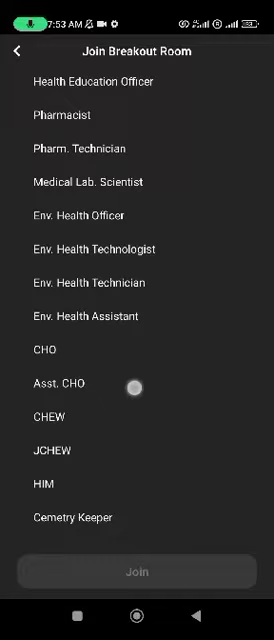 7:53 AM
Join Breakout Room
Health Education Officer
Pharmacist
Pharm. Technician
Medical Lab. Scientist
Env. Health Officer
Env. Health Technologist
Env. Health Technician
Env. Health Assistant
CHO
Asst. CHO
CHEW
JCHEW
HIM
Cemetry Keeper
Join